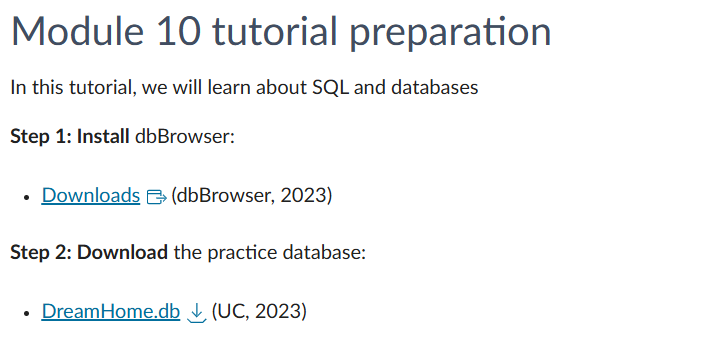 Module 10 tutorial preparation
In this tutorial, we will learn about SQL and databases
Step 1: Install dbBrowser:
• Downloads (dbBrowser, 2023)
Step 2: Download the practice database:
• DreamHome.db (UC, 2023)